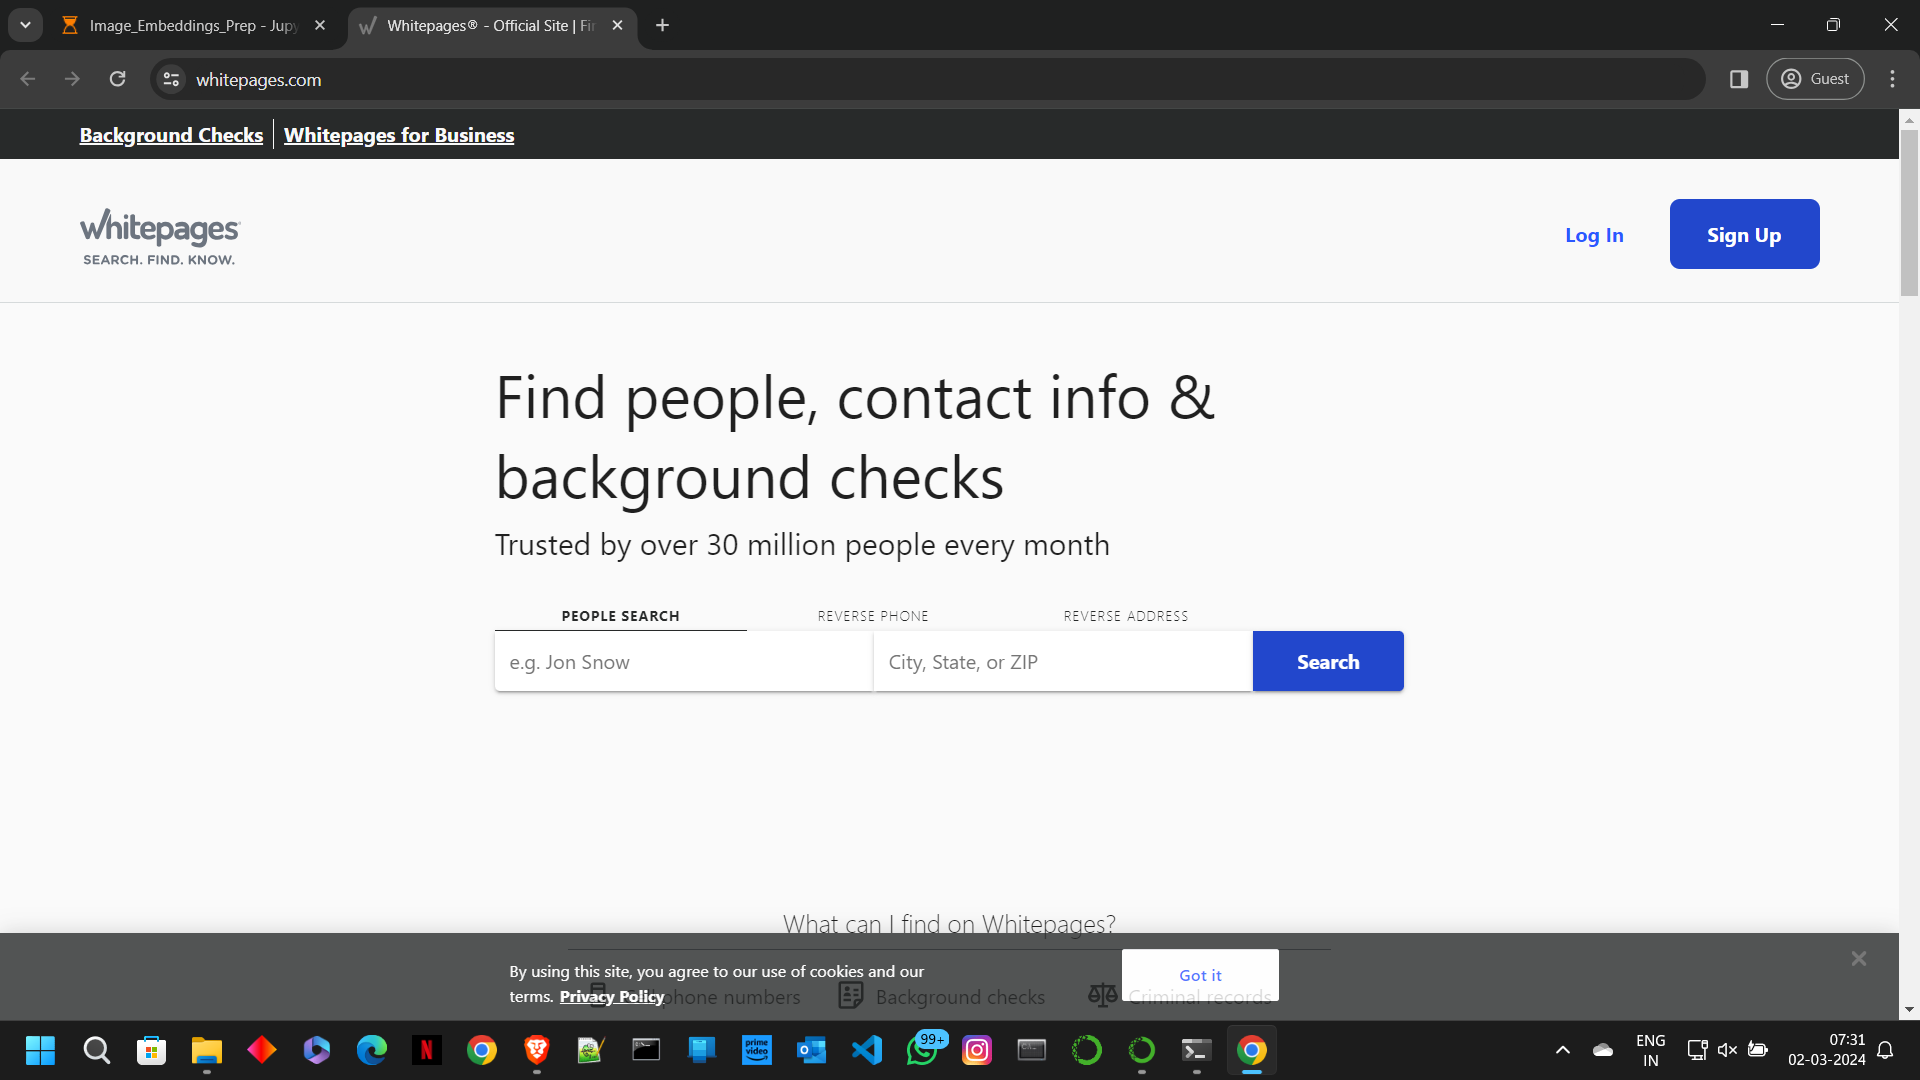 Image_Embeddings_Prep - Jupy
Whitepages® - Official Site | Fin
whitepages.com
Guest
Background Checks
Whitepages for Business
whitepages
SEARCH. FIND. KNOW.
Log In
Sign Up
Find people, contact info &
background checks
Trusted by over 30 million people every month
PEOPLE SEARCH
REVERSE PHONE
REVERSE ADDRESS
e.g. Jon Snow
City, State, or ZIP
Search
What can I find on Whitepages?
By using this site, you agree to our use of cookies and our
terms. Privacy Policy
phone numbers
Background checks
Criminal records
Got it
N
prime
video
99+
ENG
IN
07:31
02-03-2024